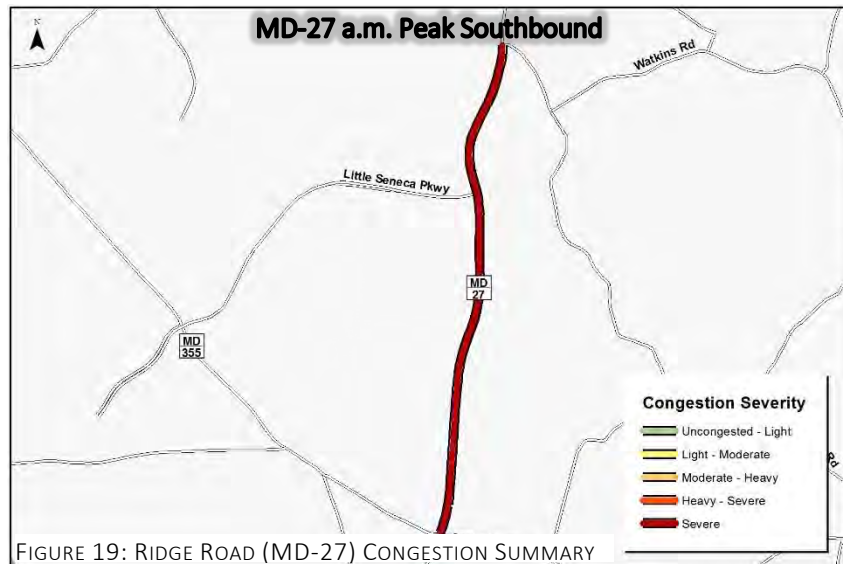 N
MD-27 a.m. Peak Southbound
Watkins Rd
Little Seneca Pkwy
MD
27
MD
355
Congestion Severity
Uncongested - Light
Light - Moderate
Moderate - Heavy
Heavy - Severe
Severe
Rd
FIGURE 19: RIDGE ROAD (MD-27) CONGESTION SUMMARY